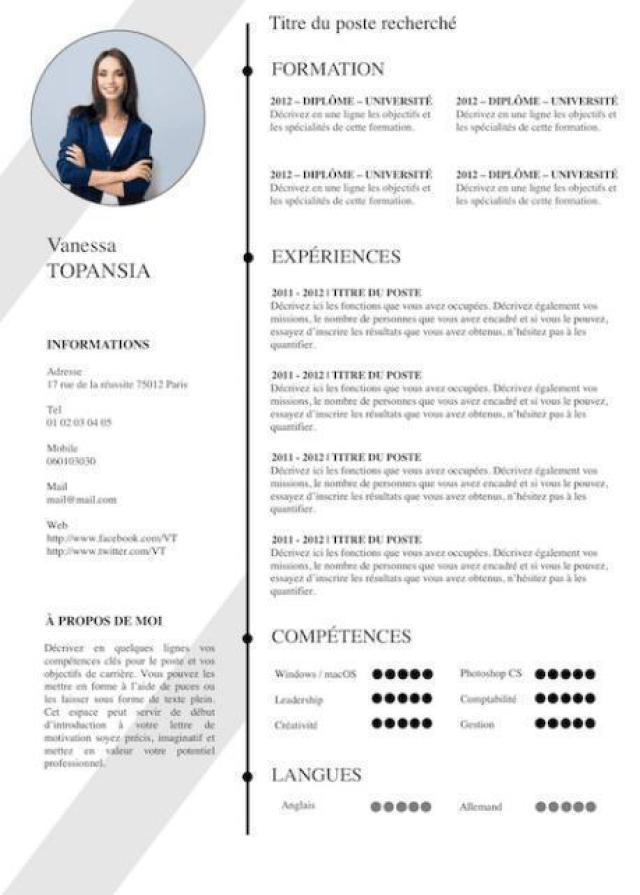 Vanessa
TOPANSIA
INFORMATIONS
Adresse
17 rue de la réussite 75012 Paris
Tel
01 02 03 04 05
Mobile
060103030
Mail
mail@mail.com
Web
http://www.facebook.com/VT
http://www.twitter.com/VT
À PROPOS DE MOI
Décrivez en quelques lignes vos
compétences clés pour le poste et vos
objectifs de carrière. Vous pouvez les
mettre en forme à l'aide de puces ou
les laisser sous forme de texte plein.
Cet espace peut servir de début
d'introduction à votre lettre de
motivation soyez précis, imaginatif et
mettez en valeur votre potentiel
professionnel.
Titre du poste recherché
FORMATION
2012 – DIPLÔME – UNIVERSITÉ
Décrivez en une ligne les objectifs et
les spécialités de cette formation.
2012 – DIPLÔME – UNIVERSITÉ
Décrivez en une ligne les objectifs et
les spécialités de cette formation.
2012 – DIPLÔME – UNIVERSITÉ
Décrivez en une ligne les objectifs et
les spécialités de cette formation.
2012 – DIPLÔME – UNIVERSITÉ
Décrivez en une ligne les objectifs et
les spécialités de cette formation.
EXPÉRIENCES
2011 - 2012 | TITRE DU POSTE
Décrivez ici les fonctions que vous avez occupées. Décrivez également vos
missions, le nombre de personnes que vous avez encadré et si vous le pouvez,
essayez d'inscrire les résultats que vous avez obtenus, n'hésitez pas à les
quantifier.
2011 - 2012 | TITRE DU POSTE
Décrivez ici les fonctions que vous avez occupées. Décrivez également vos
missions, le nombre de personnes que vous avez encadré et si vous le pouvez,
essayez d'inscrire les résultats que vous avez obtenus, n'hésitez pas à les
quantifier.
2011 - 2012 | TITRE DU POSTE
Décrivez ici les fonctions que vous avez occupées. Décrivez également vos
missions, le nombre de personnes que vous avez encadré et si vous le pouvez,
essayez d'inscrire les résultats que vous avez obtenus, n'hésitez pas à les
quantifier.
2011 - 2012 | TITRE DU POSTE
Décrivez ici les fonctions que vous avez occupées. Décrivez également vos
missions, le nombre de personnes que vous avez encadré et si vous le pouvez,
essayez d'inscrire les résultats que vous avez obtenus, n'hésitez pas à les
quantifier.
COMPÉTENCES
Windows / macOS
Photoshop CS
Leadership
Comptabilité
Créativité
Gestion
LANGUES
Anglais
Allemand